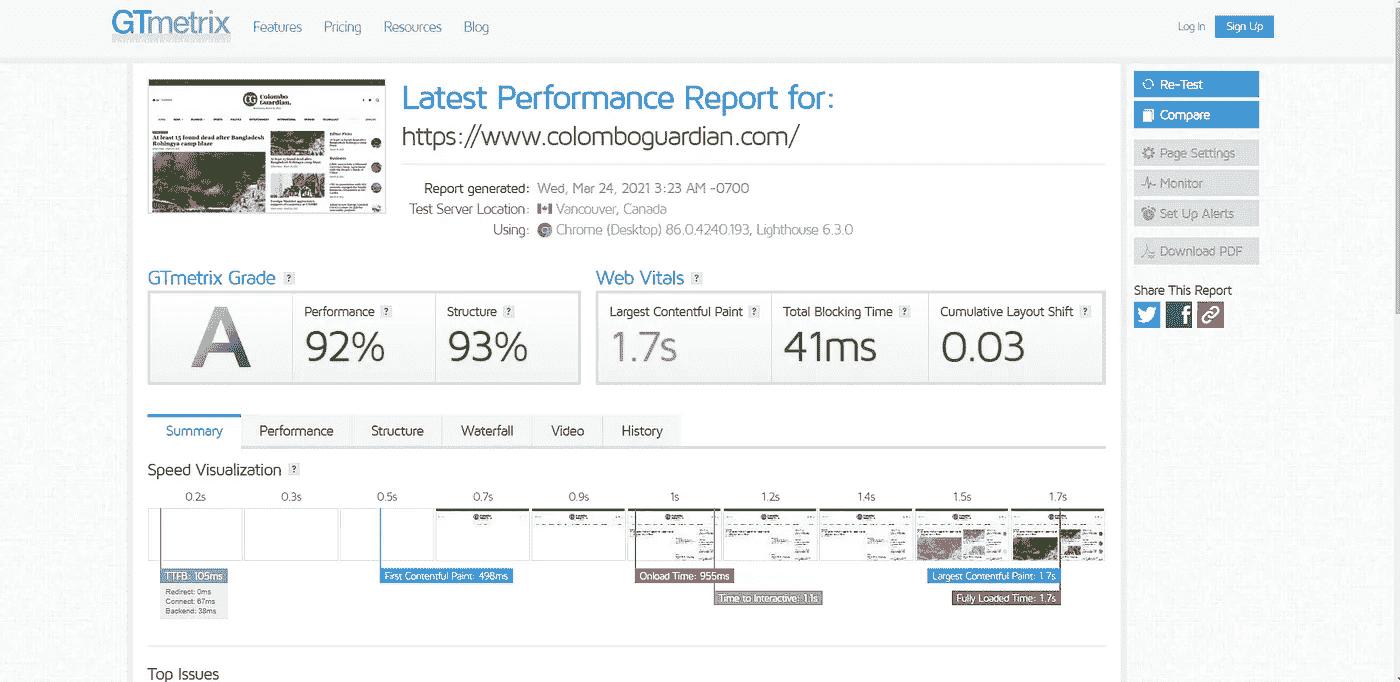 GTmetrix Features Pricing Resources Blog Log In Sign Up
Colombo Guardian.
At least 15 found dead after Bangladesh Rohingya camp blaze
Latest Performance Report for:
https://www.colomboguardian.com/
Report generated: Wed, Mar 24, 2021 3:23 AM -0700
Test Server Location: Vancouver, Canada
Using: Chrome (Desktop) 86.0.4240.193, Lighthouse 6.3.0
Re-Test
Compare
Page Settings
Monitor
Set Up Alerts
Download PDF
Share This Report
GTmetrix Grade ?
Web Vitals ?
A
Performance ?
92%
Structure ?
93%
Largest Contentful Paint ?
1.7s
Total Blocking Time ?
41ms
Cumulative Layout Shift ?
0.03
Summary Performance Structure Waterfall Video History
Speed Visualization ?
0.2s 0.3s 0.5s 0.7s 0.9s 1s 1.2s 1.4s 1.5s 1.7s
TTFB: 105ms
Redirect: 0ms
Connect: 67ms
Backend: 38ms
First Contentful Paint: 498ms
Onload Time: 955ms
Time to Interactive: 1.1s
Largest Contentful Paint: 1.7s
Fully Loaded Time: 1.7s
Top Issues